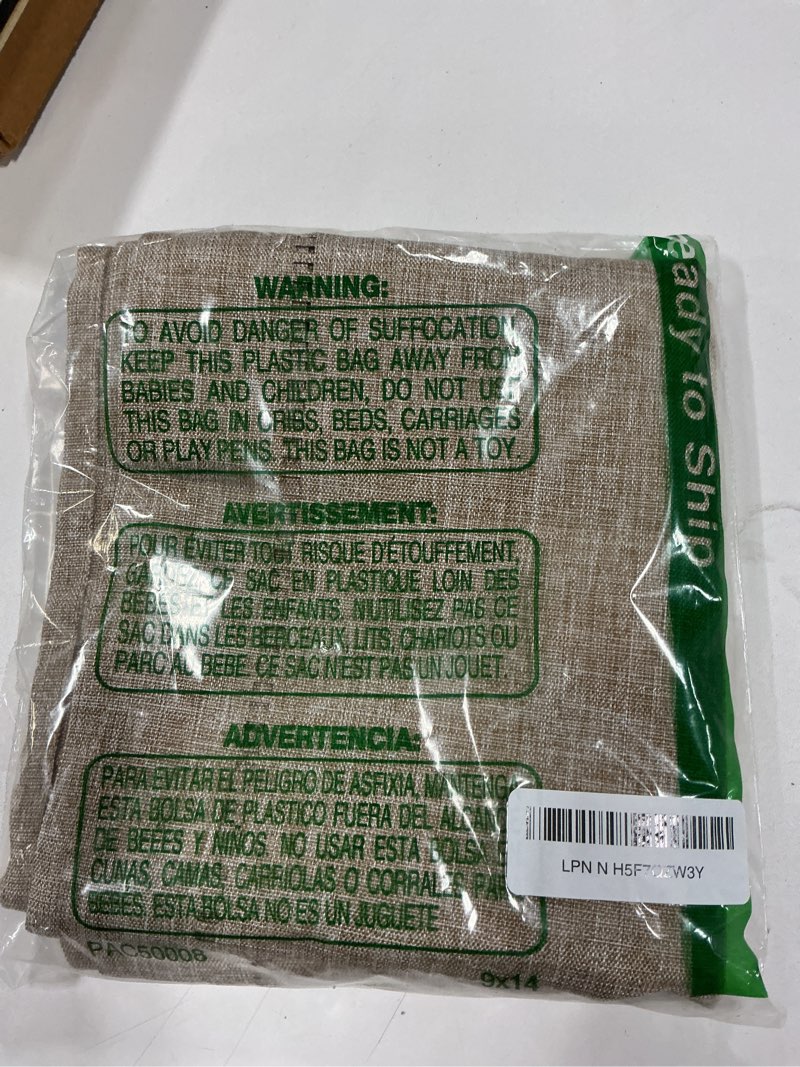 WARNING:
TO AVOID DANGER OF SUFFOCATION
KEEP THIS PLASTIC BAG AWAY FROM
BABIES AND CHILDREN, DO NOT USE
THIS BAG IN CRIBS, BEDS, CARRIAGES
OR PLAY PENS. THIS BAG IS NOT A TOY.
AVERTISSEMENT:
POUR ÉVITER TOUT RISQUE D'ÉTOUFFEMENT,
CE SAC EN PLASTIQUE LOIN DES
BÉBÉS ET LES ENFANTS. N'UTILISEZ PAS CE
SAC DANS LES BERCEAUX, LITS, CHARIOTS OU
PARC AU BEBE. CE SAC N'EST PAS UN JOUET.
ADVERTENCIA:
PARA EVITAR EL PELIGRO DE ASFIXIA, MANTENGA
ESTA BOLSA DE PLASTICO FUERA DEL
DE BEBES Y NIÑOS. NO USAR ESTA BOLSA
CUNAS, CAMAS, CARRIOLAS O CORRALES PARA
BEBES. ESTA BOLSA NO ES UN JUGUETE
PAC50006
9x14
eady to Ship
LPN N